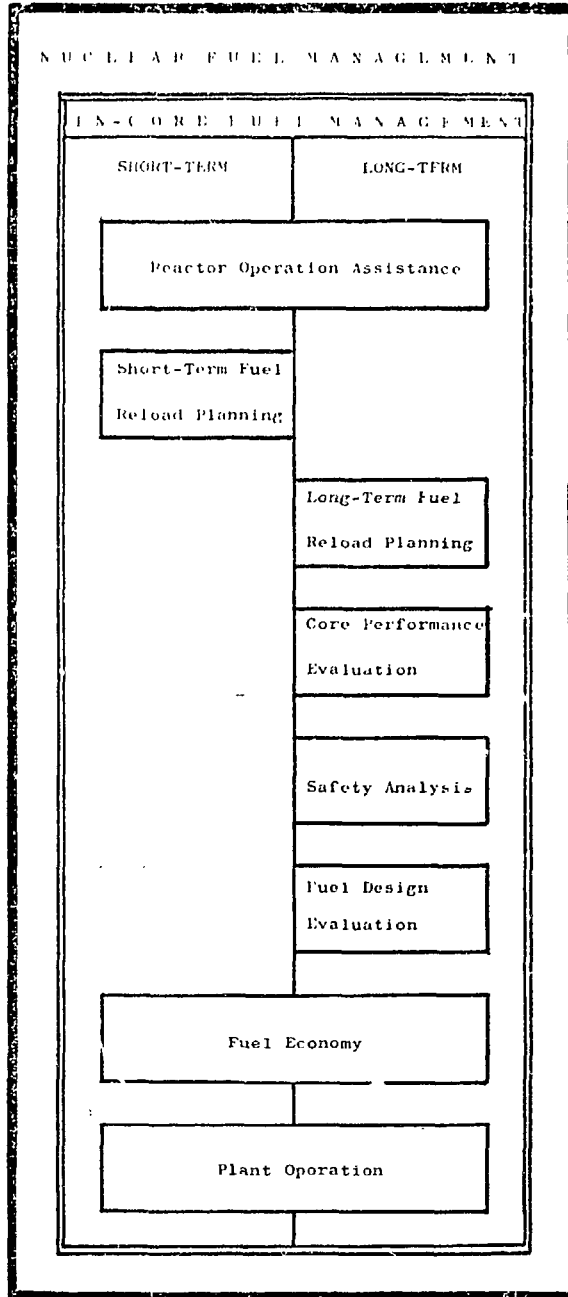 NUCLEAR FUEL MANAGEMENT
IN-CORE FUEL MANAGEMENT
SHORT-TERM
LONG-TERM
Reactor Operation Assistance
Short-Term Fuel
Reload Planning
Long-Term Fuel
Reload Planning
Core Performance
Evaluation
Safety Analysis
Fuel Design
Evaluation
Fuel Economy
Plant Oporation